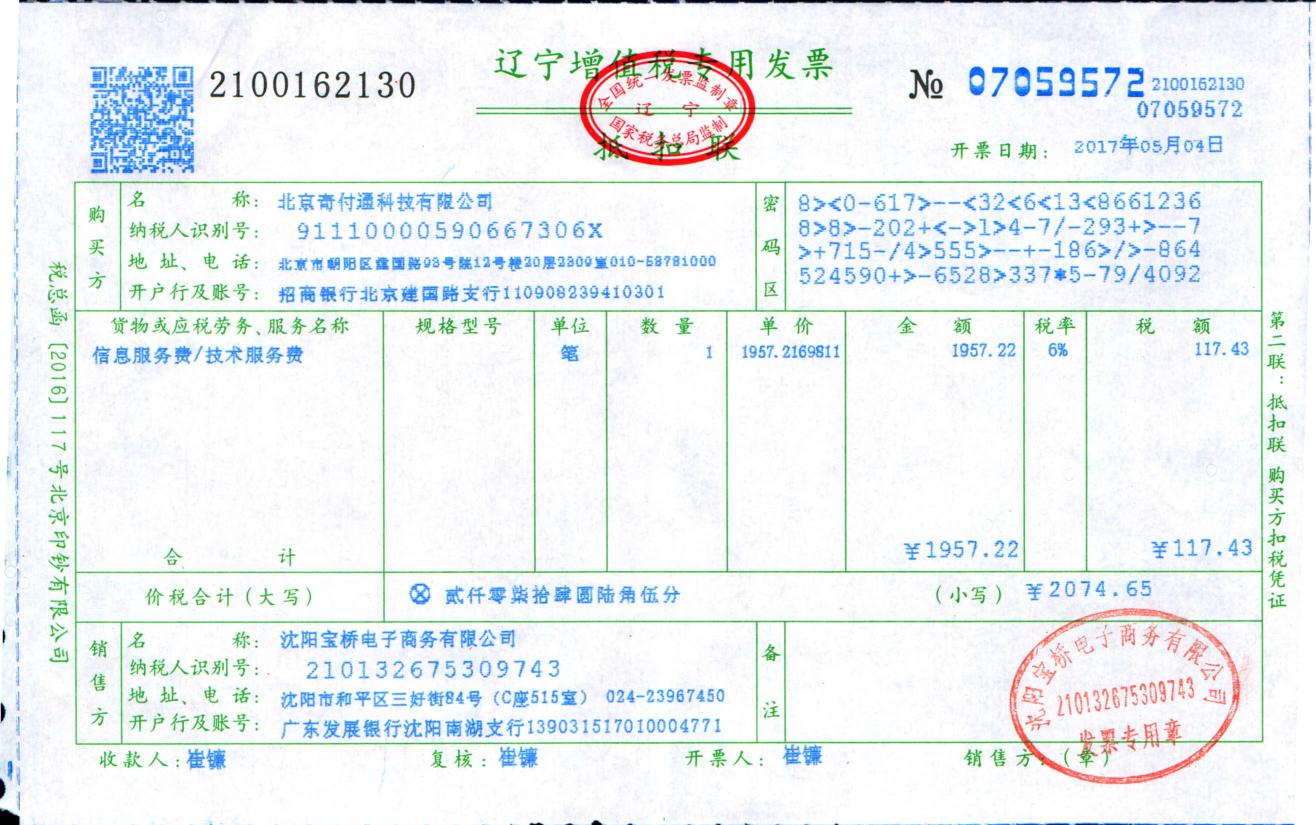 辽宁增值税专用发票
2100162130
№ 07059572
2100162130
07059572
全国统一发票监制章
辽宁
国家税务总局监制
抵扣联
开票日期: 2017年05月04日
购买方
名称: 北京奇付通科技有限公司
纳税人识别号: 91110000590667306X
地址、电话: 北京市朝阳区建国路93号院12号楼20层2309室010-58781000
开户行及账号: 招商银行北京建国路支行110908239410301
密码区
8><0-617>--<32<6<13<8661236
8>8>-202+<->1>4-7/-293+>--7
>+715-/4>555>--+-186>/>-864
524590+>-6528>337*5-79/4092
货物或应税劳务、服务名称 规格型号 单位 数量 单价 金额 税率 税额
信息服务费/技术服务费 笔 1 1957.2169811 1957.22 6% 117.43
合计 ¥1957.22 ¥117.43
价税合计(大写) ⊗ 贰仟零柒拾肆圆陆角伍分 (小写) ¥2074.65
销售方
名称: 沈阳宝桥电子商务有限公司
纳税人识别号: 210132675309743
地址、电话: 沈阳市和平区三好街84号(C座515室) 024-23967450
开户行及账号: 广东发展银行沈阳南湖支行1390315170100004771
备注
收款人: 崔镰 复核: 崔镰 开票人: 崔镰 销售方:(章)
沈阳宝桥电子商务有限公司
210132675309743
发票专用章
税总函[2016]117号北京印钞有限公司
第二联:抵扣联 购买方扣税凭证